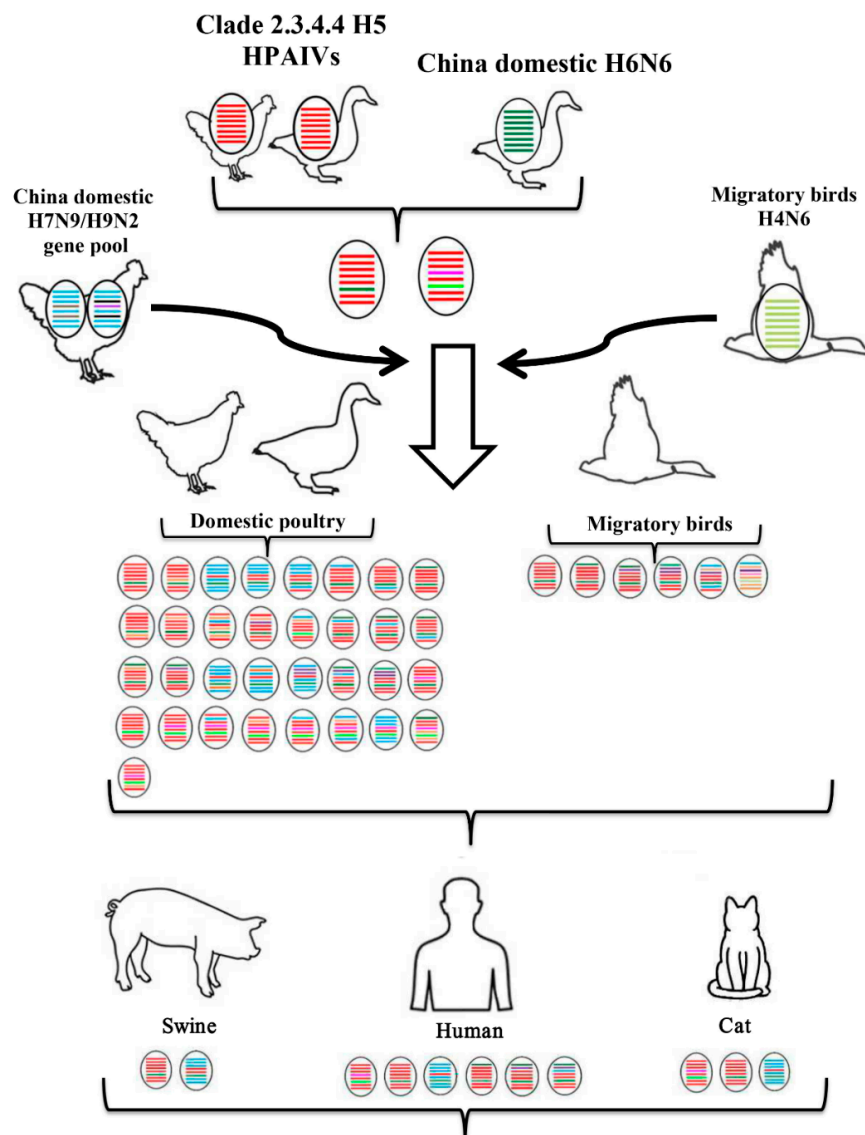 Clade 2.3.4.4 H5
HPAIVs
China domestic H6N6
China domestic
H7N9/H9N2
gene pool
Migratory birds
H4N6
Domestic poultry
Migratory birds
Swine
Human
Cat